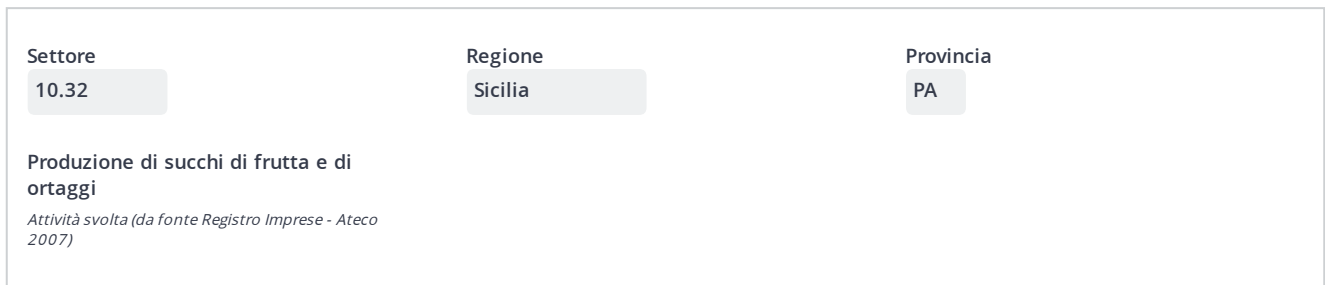 Settore
Regione
Provincia
10.32
Sicilia
PA
Produzione di succhi di frutta e di
ortaggi
Attività svolta (da fonte Registro Imprese - Ateco
2007)